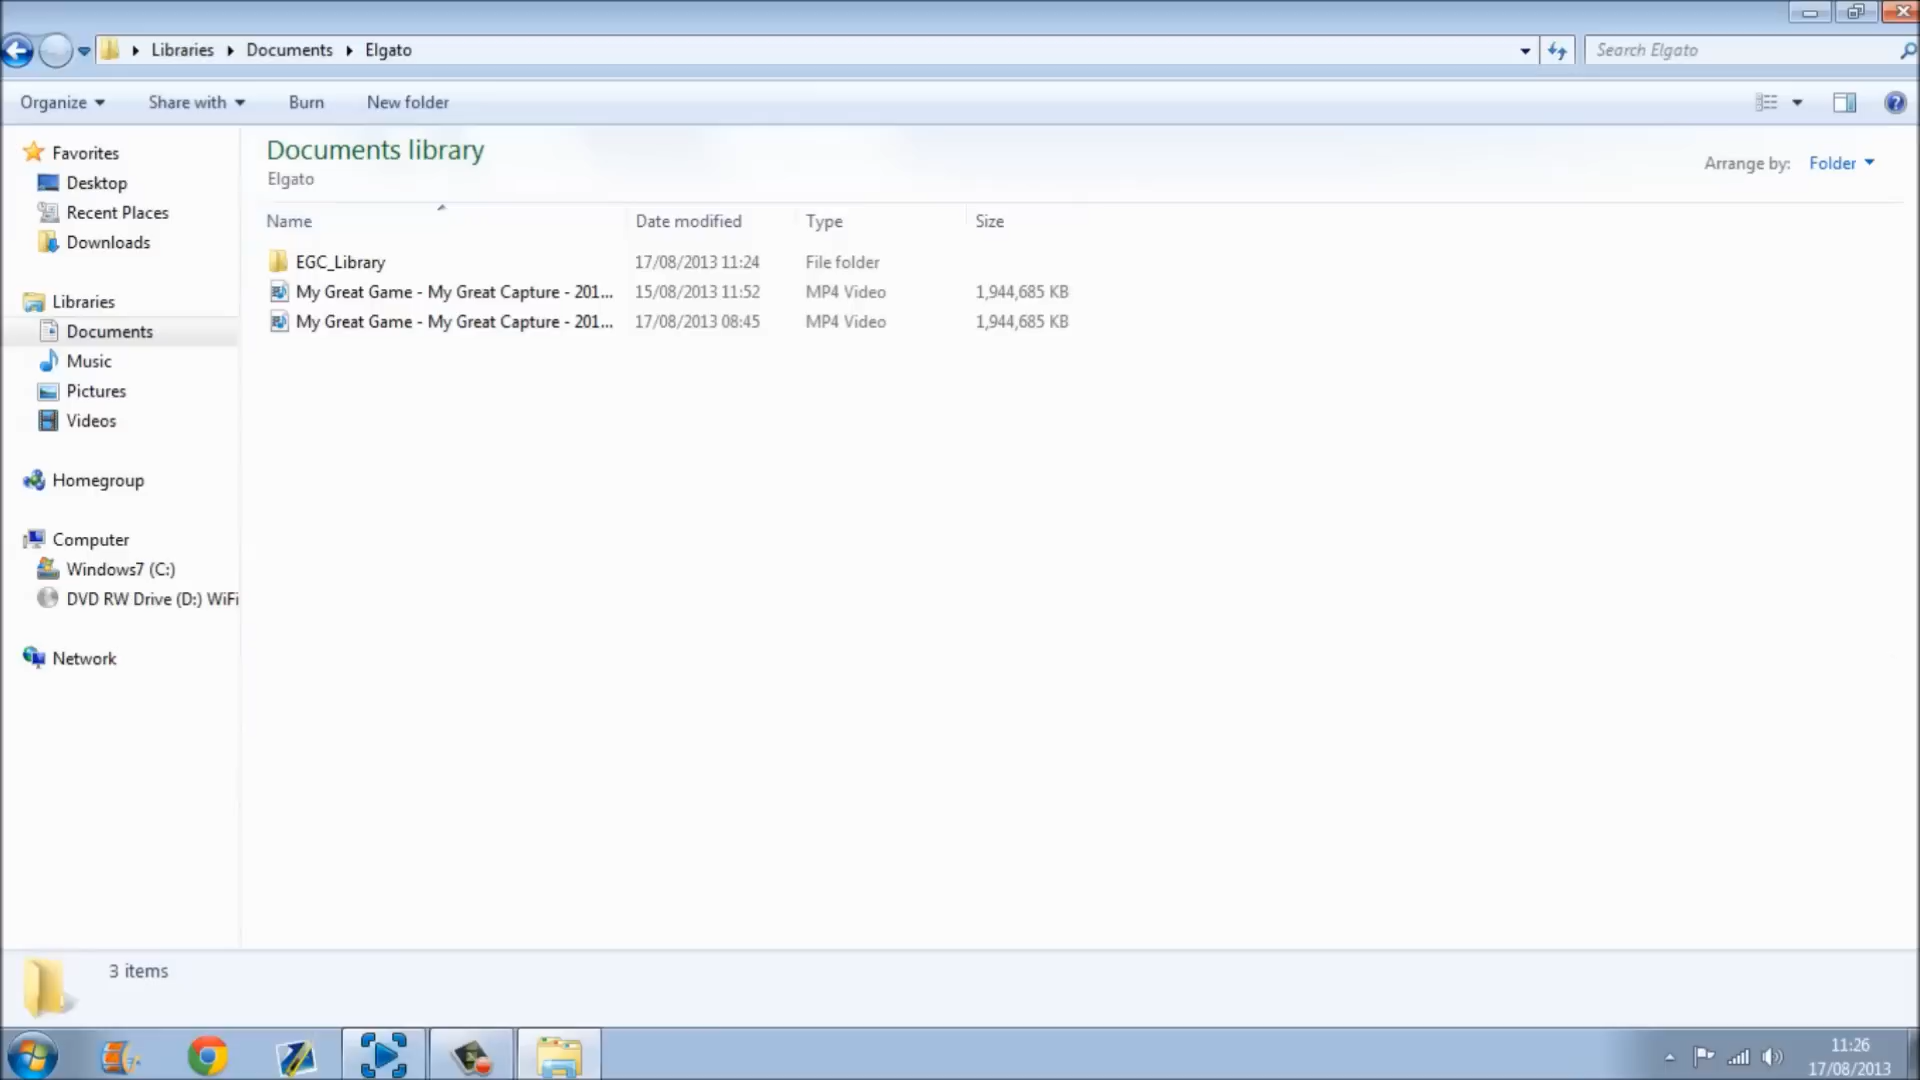 Libraries Documents Elgato
Search Elgato
Organize Share with Burn New folder
Favorites
Desktop
Recent Places
Downloads
Libraries
Documents
Music
Pictures
Videos
Homegroup
Computer
Windows7 (C:)
DVD RW Drive (D:) WiFi
Network
Documents library
Elgato
Arrange by: Folder
Name Date modified Type Size
EGC_Library 17/08/2013 11:24 File folder
My Great Game - My Great Capture - 201... 15/08/2013 11:52 MP4 Video 1,944,685 KB
My Great Game - My Great Capture - 201... 17/08/2013 08:45 MP4 Video 1,944,685 KB
3 items
11:26
17/08/2013